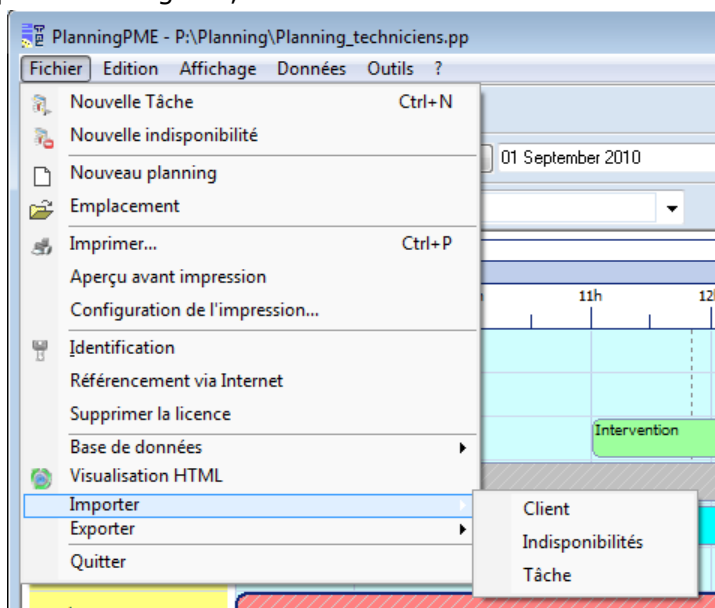 PlanningPME - P:\Planning\Planning_techniciens.pp
Fichier Edition Affichage Données Outils ?
Nouvelle Tâche Ctrl+N
Nouvelle indisponibilité
01 September 2010
Nouveau planning
Emplacement
Imprimer... Ctrl+P
Aperçu avant impression
11h 12h
Configuration de l'impression...
Identification
Référencement via Internet
Supprimer la licence
Intervention
Base de données
Visualisation HTML
Importer
Client
Exporter
Indisponibilités
Quitter
Tâche